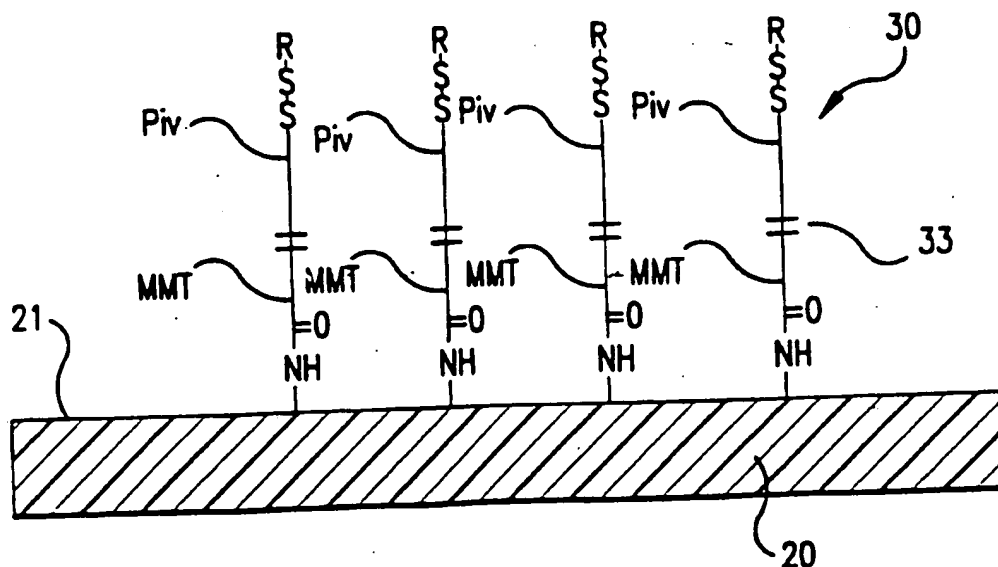 R R R R 30
S S S S
S S S S
Piv Piv Piv Piv
33
MMT MMT MMT MMT
21 =O =O =O =O
NH NH NH NH
20